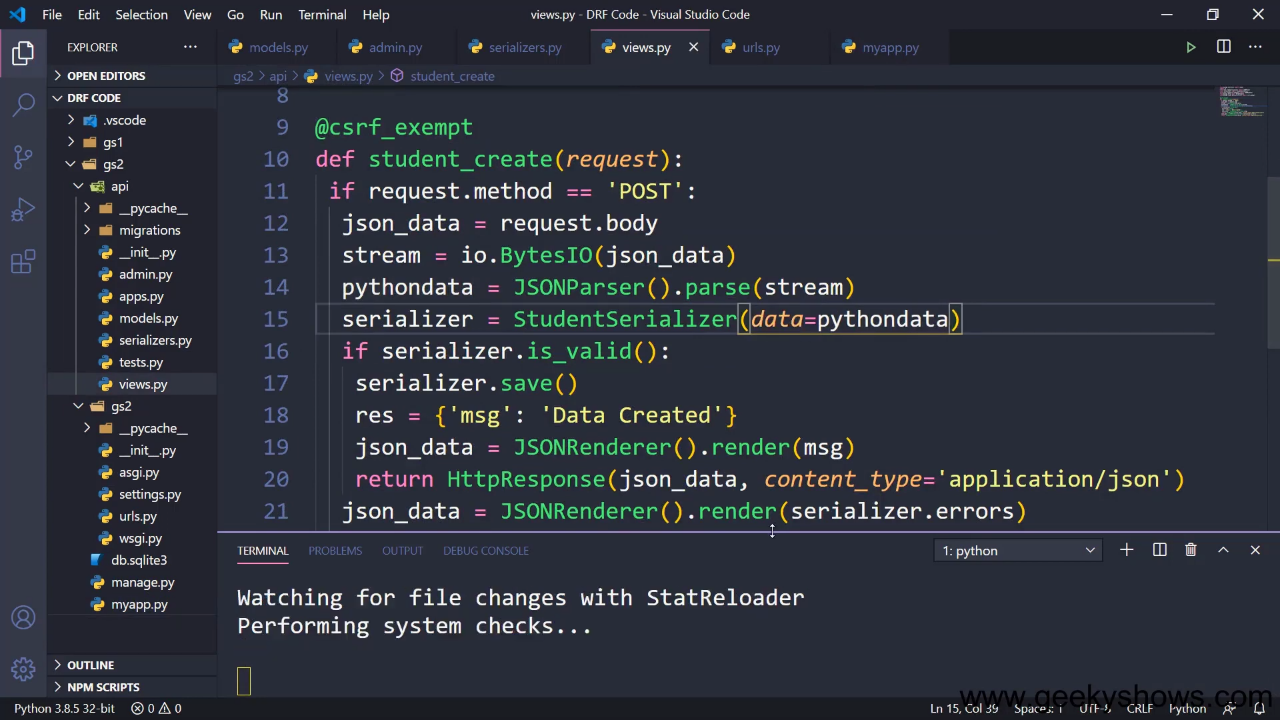 File Edit Selection View Go Run Terminal Help views.py - DRF Code - Visual Studio Code
EXPLORER ··· models.py admin.py serializers.py views.py urls.py myapp.py
OPEN EDITORS
gs2 > api > views.py > student_create
DRF CODE
.vscode
gs1
gs2
api
__pycache__
migrations
__init__.py
admin.py
apps.py
models.py
serializers.py
tests.py
views.py
gs2
__pycache__
__init__.py
asgi.py
settings.py
urls.py
wsgi.py
db.sqlite3
manage.py
myapp.py
OUTLINE
NPM SCRIPTS
8
9 @csrf_exempt
10 def student_create(request):
11 if request.method == 'POST':
12 json_data = request.body
13 stream = io.BytesIO(json_data)
14 pythondata = JSONParser().parse(stream)
15 serializer = StudentSerializer(data=pythondata)
16 if serializer.is_valid():
17 serializer.save()
18 res = {'msg': 'Data Created'}
19 json_data = JSONRenderer().render(msg)
20 return HttpResponse(json_data, content_type='application/json')
21 json_data = JSONRenderer().render(serializer.errors)
TERMINAL PROBLEMS OUTPUT DEBUG CONSOLE 1: python
Watching for file changes with StatReloader
Performing system checks...
www.geekyshows.com
Python 3.8.5 32-bit 0 0 Ln 15, Col 39 Spaces: 1 UTF-8 CRLF Python